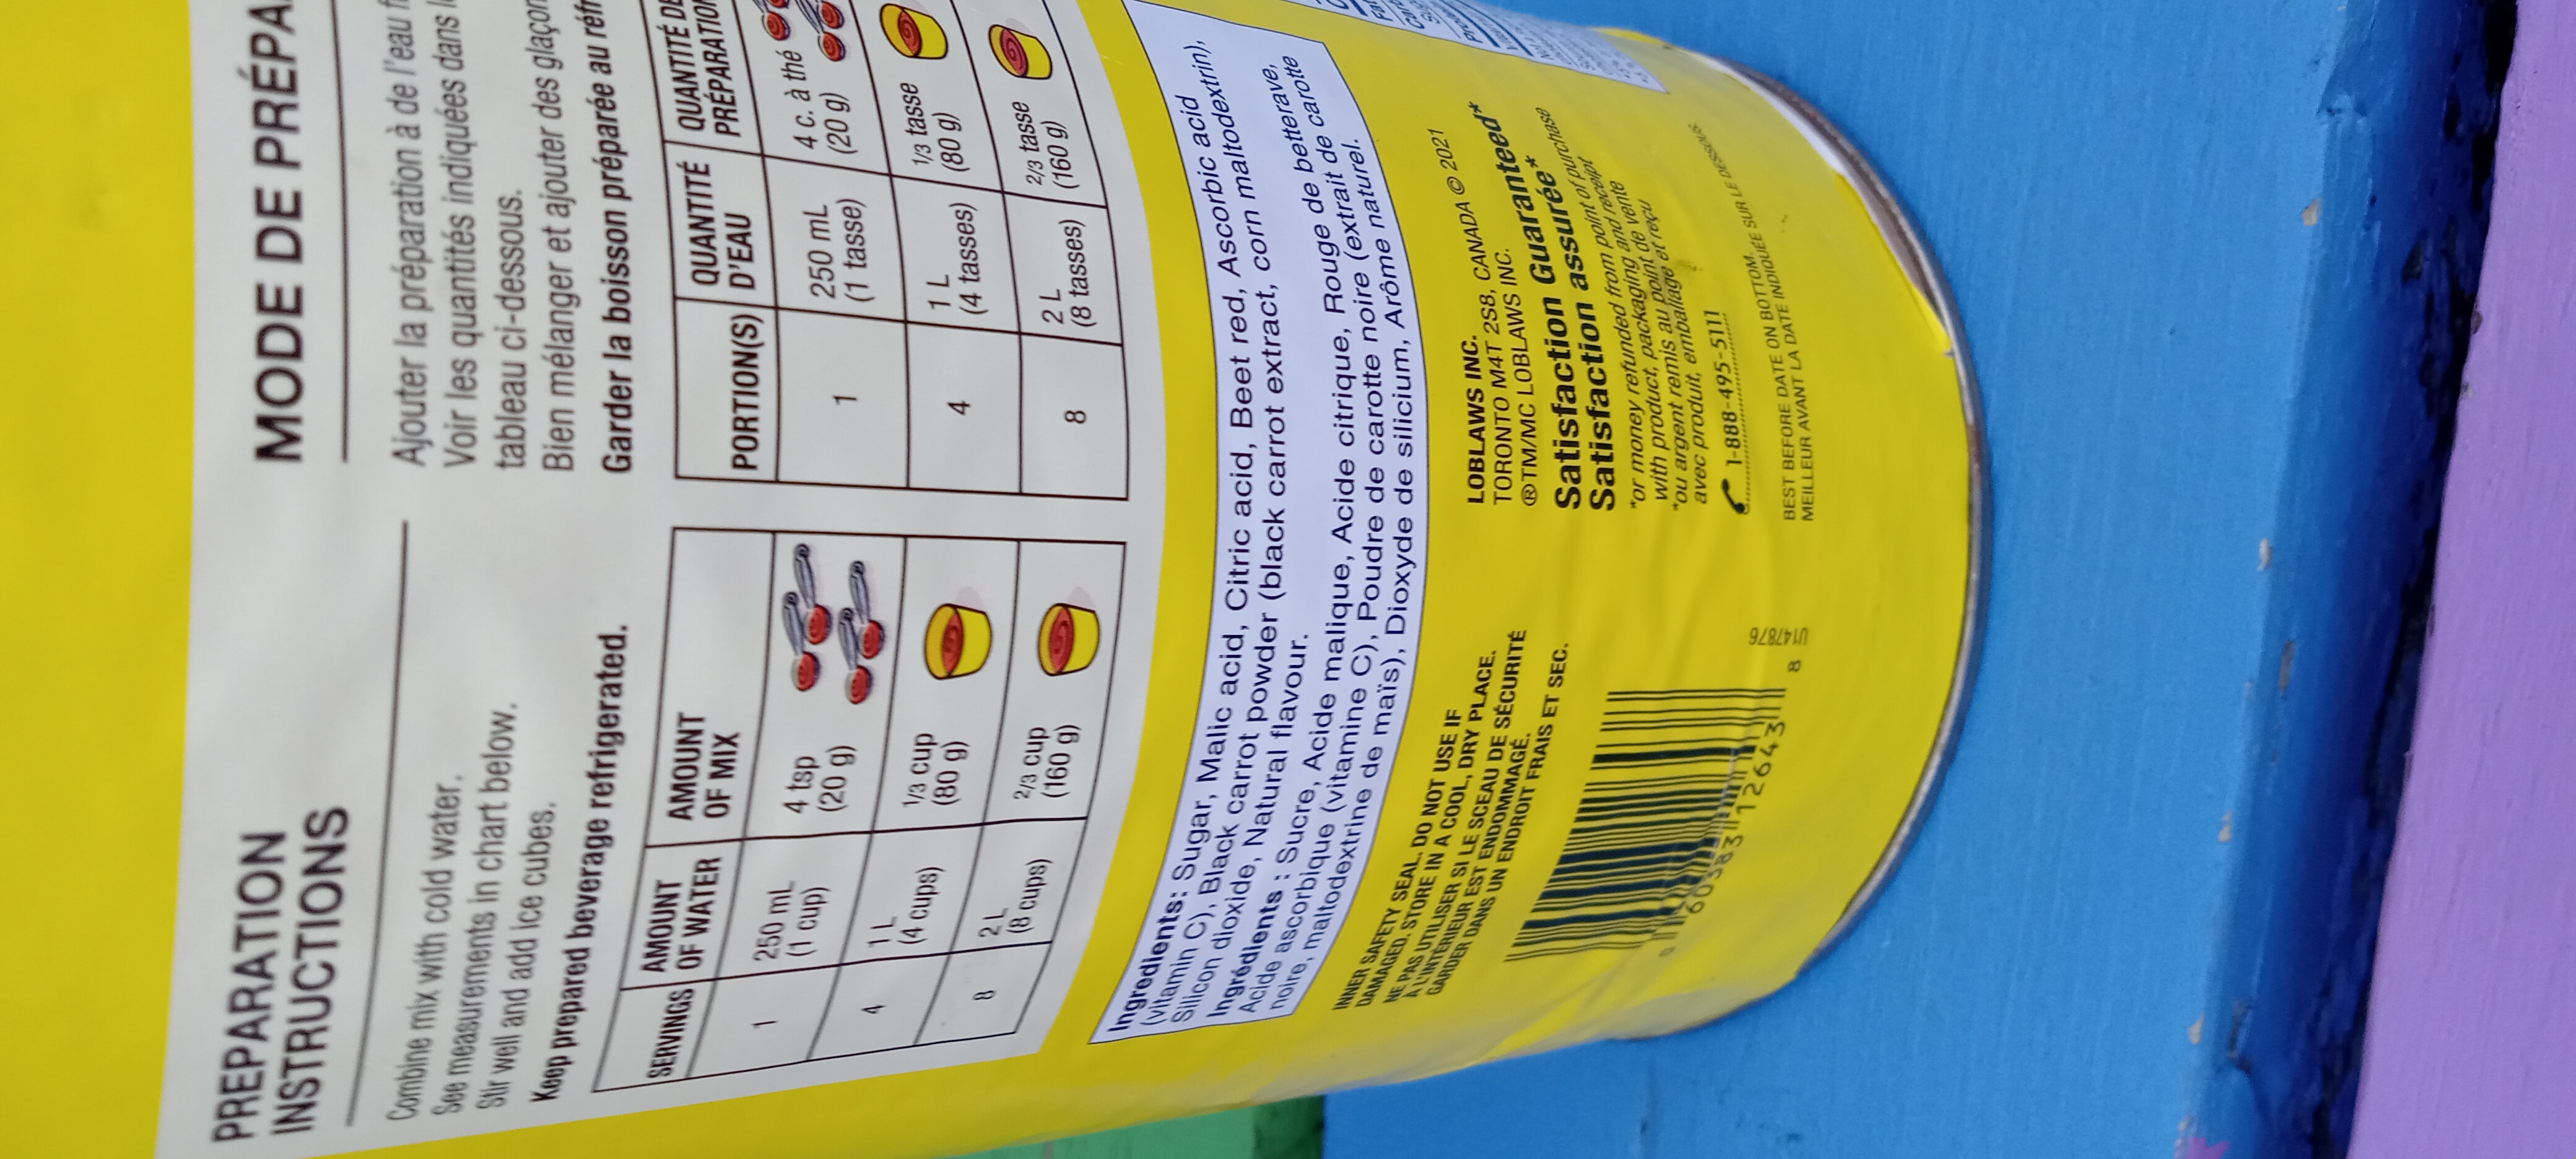 PREPARATION
INSTRUCTIONS
Combine mix with cold water.
See measurements in chart below.
Stir well and add ice cubes.
Keep prepared beverage refrigerated.
SERVINGS AMOUNT OF WATER AMOUNT OF MIX
1 250 mL (1 cup) 4 tsp (20 g)
4 1 L (4 cups) 1/3 cup (80 g)
8 2 L (8 cups) 2/3 cup (160 g)
MODE DE PRÉPA
Ajouter la préparation à de l'eau
Voir les quantités indiquées dans
tableau ci-dessous.
Bien mélanger et ajouter des glaçon
Garder la boisson préparée au réfr
PORTION(S) QUANTITÉ D'EAU QUANTITÉ DE PRÉPARATION
1 250 mL (1 tasse) 4 c. à thé (20 g)
4 1 L (4 tasses) 1/3 tasse (80 g)
8 2 L (8 tasses) 2/3 tasse (160 g)
Ingredients: Sugar, Malic acid, Citric acid, Beet red, Ascorbic acid
(vitamin C), Black carrot powder (black carrot extract, corn maltodextrin),
Silicon dioxide, Natural flavour.
Ingrédients : Sucre, Acide malique, Acide citrique, Rouge de betterave,
Acide ascorbique (vitamine C), Poudre de carotte noire (extrait de carotte
noire, maltodextrine de maïs), Dioxyde de silicium, Arôme naturel.
INNER SAFETY SEAL. DO NOT USE IF
DAMAGED. STORE IN A COOL, DRY PLACE.
NE PAS UTILISER SI LE SCEAU DE SÉCURITÉ
À L'INTÉRIEUR EST ENDOMMAGÉ.
GARDER DANS UN ENDROIT FRAIS ET SEC.
0 60383 12643 8
U147876
LOBLAWS INC.
TORONTO M4T 2S8, CANADA © 2021
®TM/MC LOBLAWS INC.
Satisfaction Guaranteed*
Satisfaction assurée*
*or money refunded from point of purchase
with product, packaging and receipt
*ou argent remis au point de vente
avec produit, emballage et reçu
1-888-495-5111
BEST BEFORE DATE ON BOTTOM.
MEILLEUR AVANT LA DATE INDIQUÉE SUR LE DESSOUS